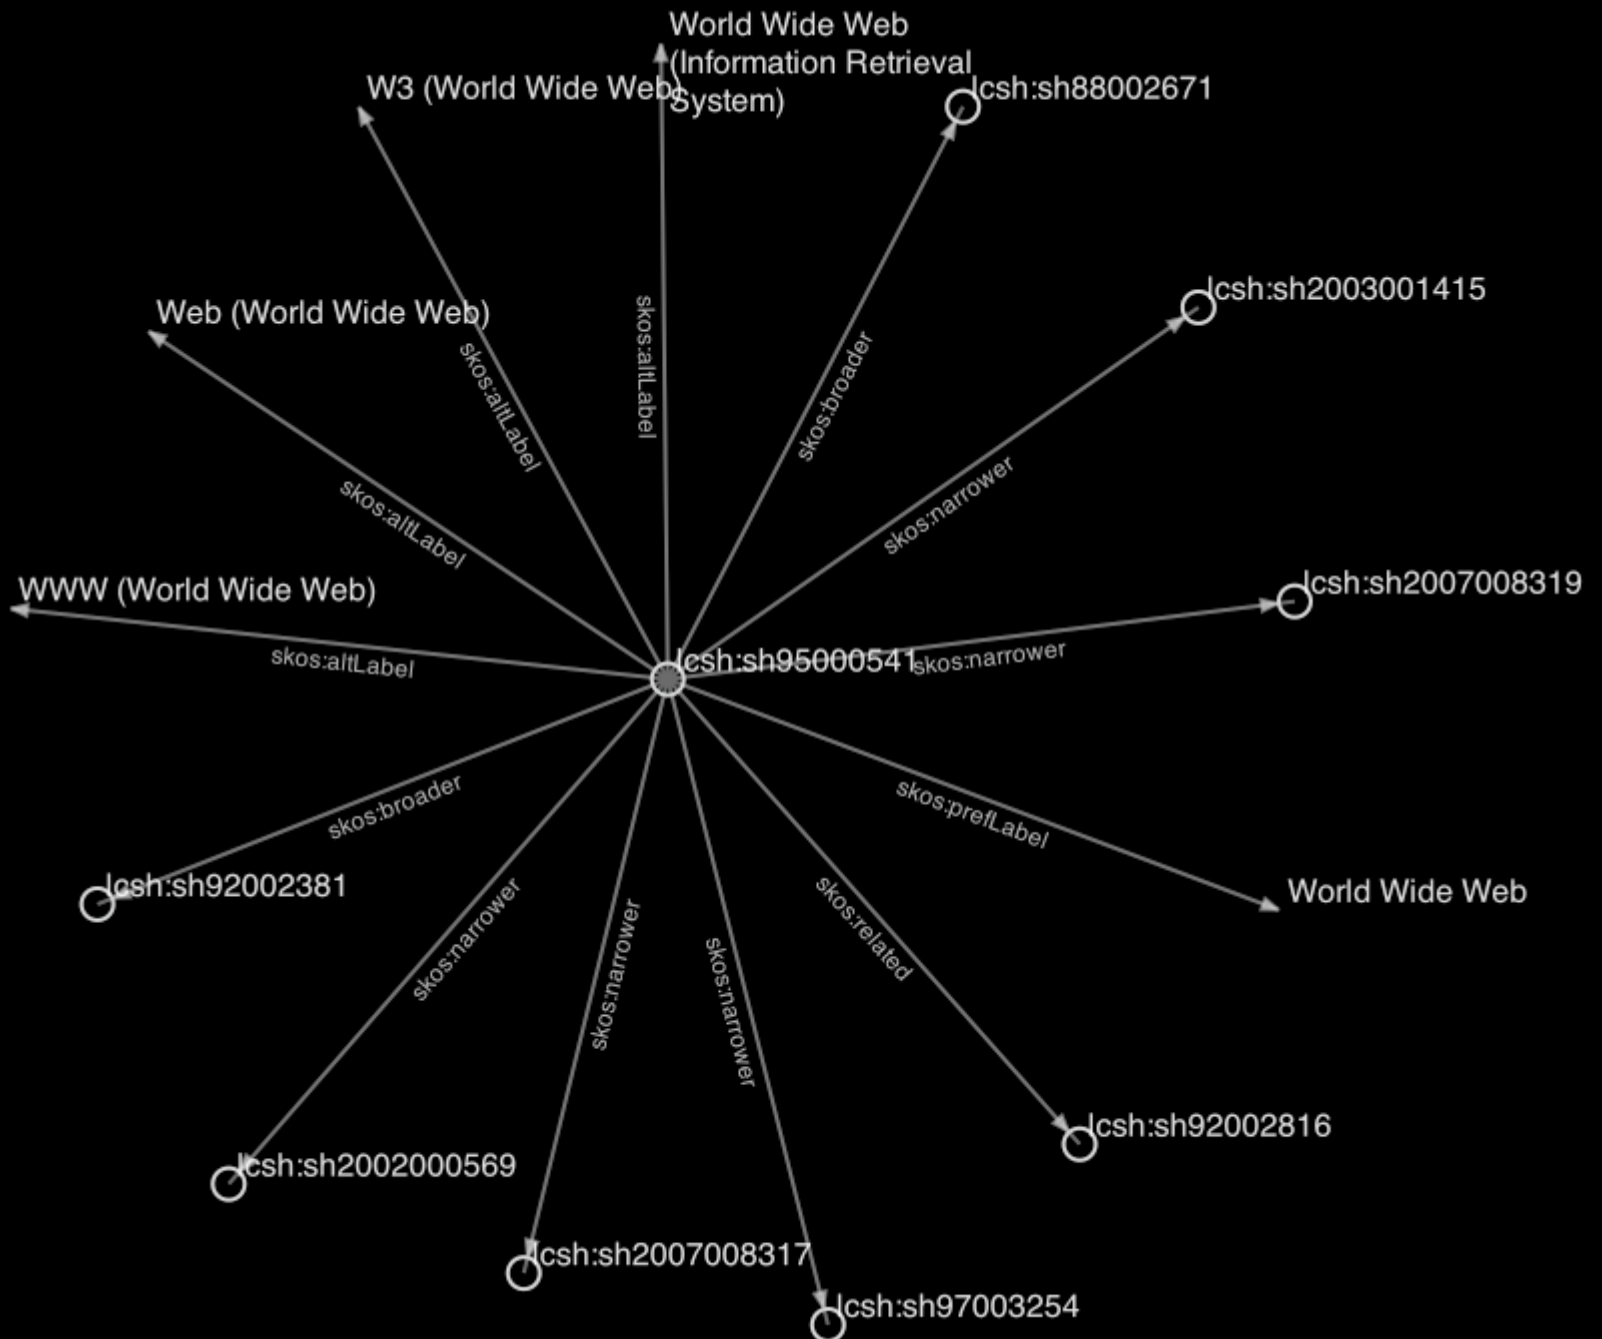 World Wide Web
(Information Retrieval
System)
W3 (World Wide Web)
lcsh:sh88002671
lcsh:sh2003001415
Web (World Wide Web)
skos:altLabel
skos:altLabel
skos:broader
skos:narrower
skos:altLabel
WWW (World Wide Web)
lcsh:sh2007008319
skos:altLabel
lcsh:sh95000541
skos:narrower
skos:broader
skos:prefLabel
lcsh:sh92002381
World Wide Web
skos:narrower
skos:narrower
skos:narrower
skos:related
lcsh:sh92002816
lcsh:sh2002000569
lcsh:sh2007008317
lcsh:sh97003254